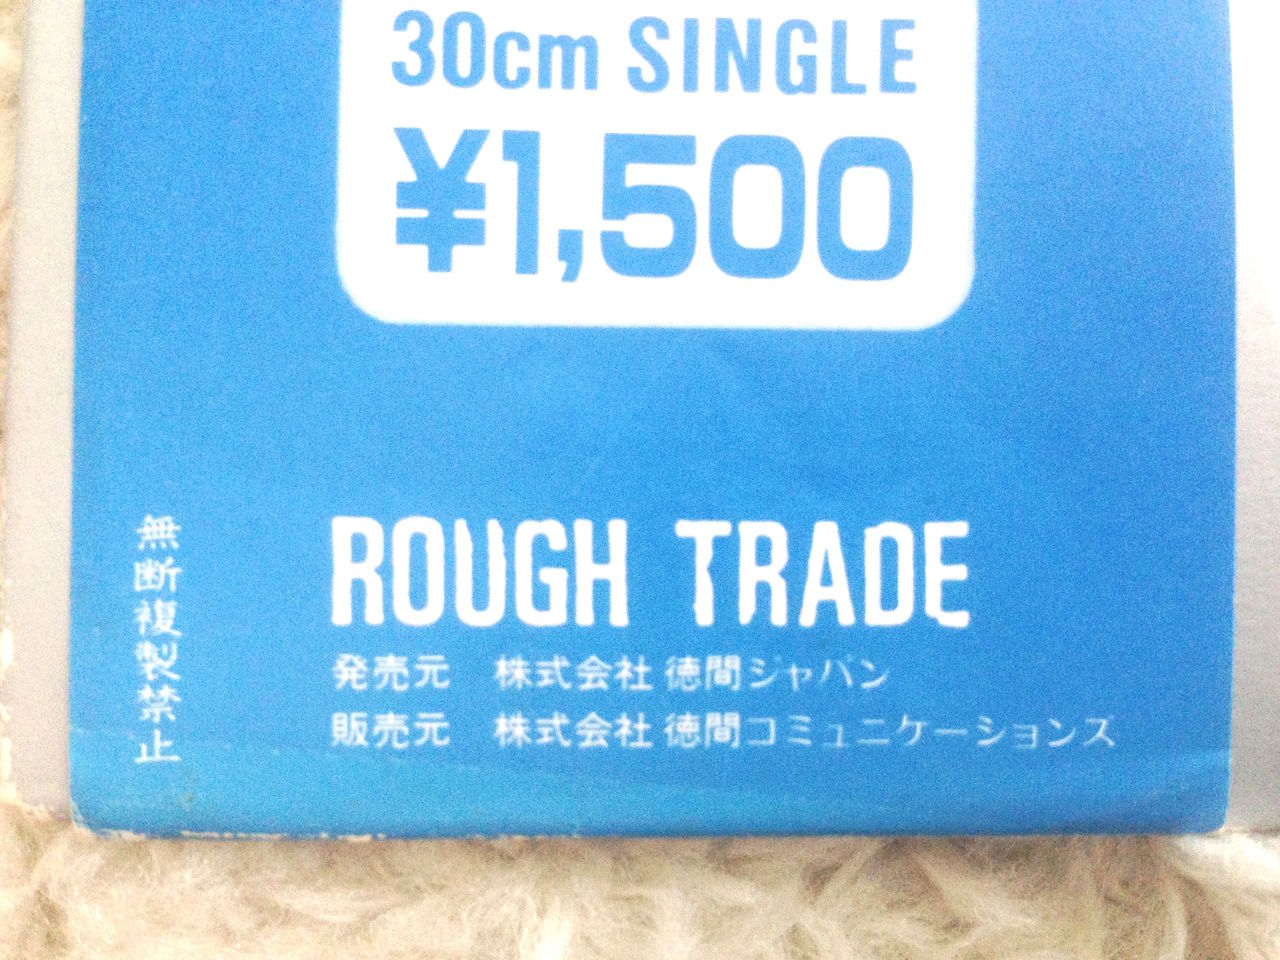 30cm SINGLE
¥1,500
ROUGH TRADE
発売元 株式会社 徳間ジャパン
販売元 株式会社 徳間コミュニケーションズ
無断複製禁止